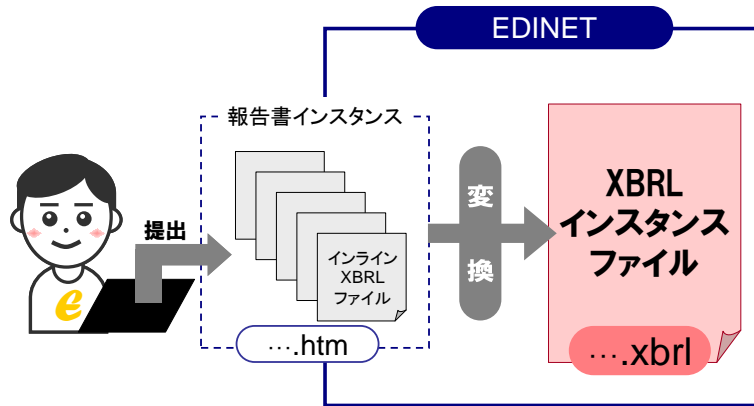 EDINET
報告書インスタンス
提出
e
インライン
XBRL
ファイル
….htm
変
換
XBRL
インスタンス
ファイル
….xbrl